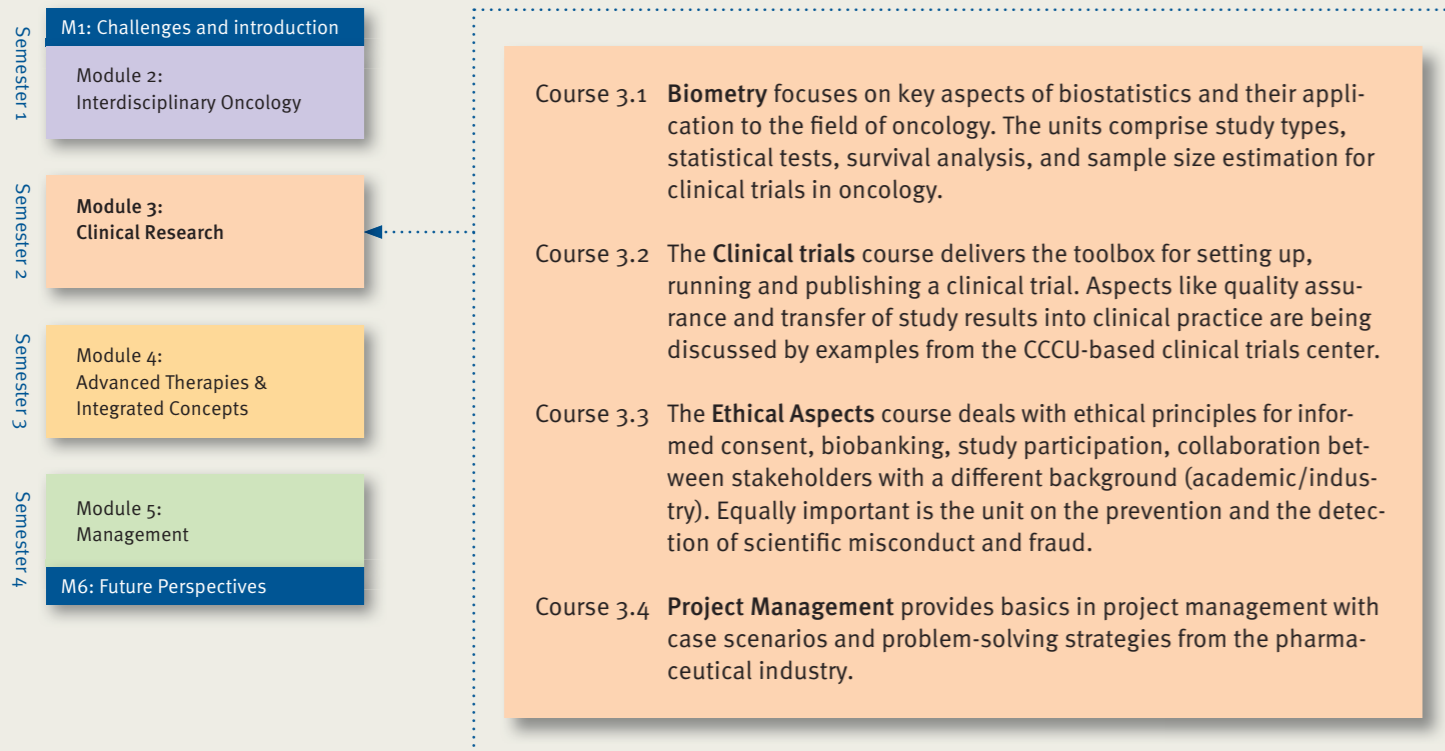 Semester 1
M1: Challenges and introduction
Module 2:
Interdisciplinary Oncology
Semester 2
Module 3:
Clinical Research
Semester 3
Module 4:
Advanced Therapies &
Integrated Concepts
Semester 4
Module 5:
Management
M6: Future Perspectives
Course 3.1 Biometry focuses on key aspects of biostatistics and their appli-
cation to the field of oncology. The units comprise study types,
statistical tests, survival analysis, and sample size estimation for
clinical trials in oncology.
Course 3.2 The Clinical trials course delivers the toolbox for setting up,
running and publishing a clinical trial. Aspects like quality assu-
rance and transfer of study results into clinical practice are being
discussed by examples from the CCCU-based clinical trials center.
Course 3.3 The Ethical Aspects course deals with ethical principles for infor-
med consent, biobanking, study participation, collaboration bet-
ween stakeholders with a different background (academic/indus-
try). Equally important is the unit on the prevention and the detec-
tion of scientific misconduct and fraud.
Course 3.4 Project Management provides basics in project management with
case scenarios and problem-solving strategies from the pharma-
ceutical industry.